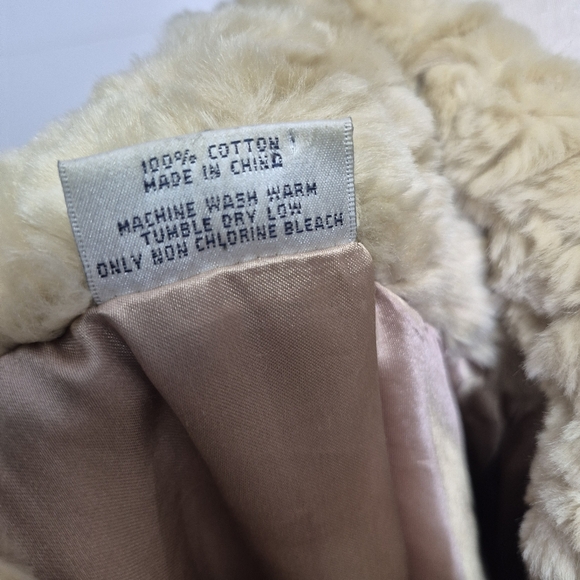 100% COTTON
MADE IN CHINA
MACHINE WASH WARM
TUMBLE DRY LOW
ONLY NON CHLORINE BLEACH